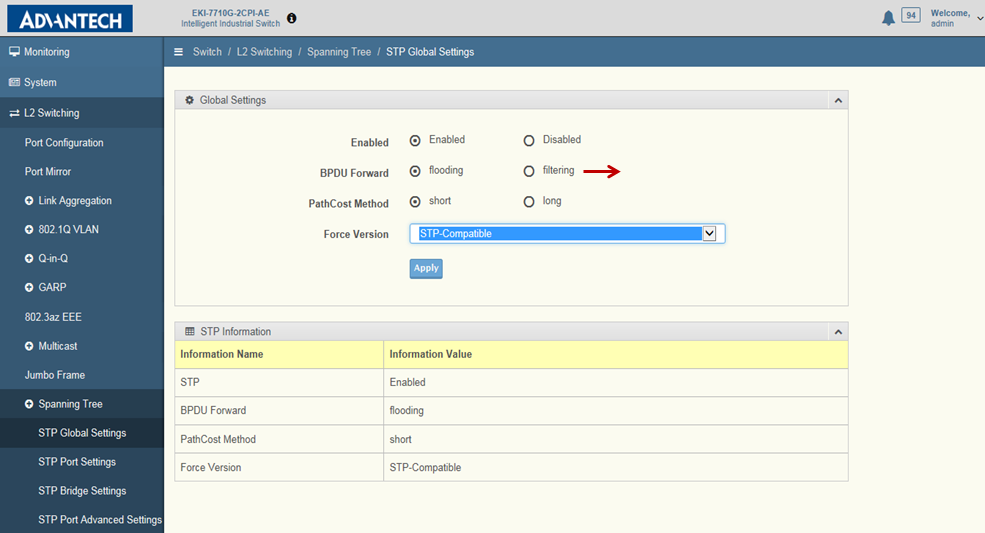 ADVANTECH
EKI-7710G-2CPI-AE
Intelligent Industrial Switch
94
Welcome,
admin
Monitoring
System
L2 Switching
Port Configuration
Port Mirror
Link Aggregation
802.1Q VLAN
Q-in-Q
GARP
802.3az EEE
Multicast
Jumbo Frame
Spanning Tree
STP Global Settings
STP Port Settings
STP Bridge Settings
STP Port Advanced Settings
Switch / L2 Switching / Spanning Tree / STP Global Settings
Global Settings
Enabled Enabled Disabled
BPDU Forward flooding filtering
PathCost Method short long
Force Version STP-Compatible
Apply
STP Information
Information Name Information Value
STP Enabled
BPDU Forward flooding
PathCost Method short
Force Version STP-Compatible